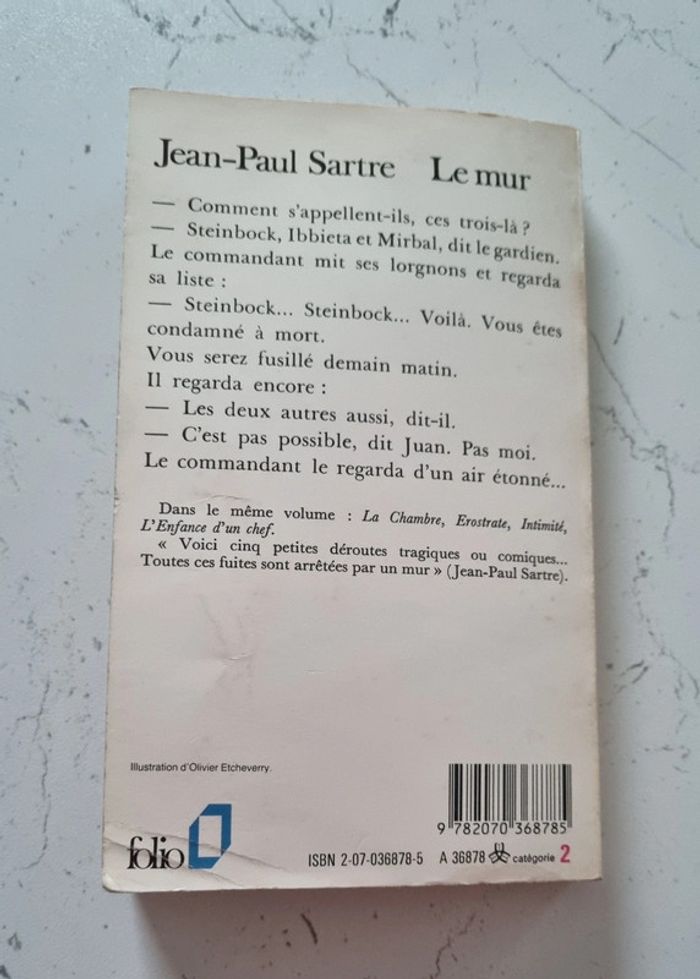 Jean-Paul Sartre Le mur
— Comment s'appellent-ils, ces trois-là ?
— Steinbock, Ibbieta et Mirbal, dit le gardien.
Le commandant mit ses lorgnons et regarda
sa liste :
— Steinbock... Steinbock... Voilà. Vous êtes
condamné à mort.
Vous serez fusillé demain matin.
Il regarda encore :
— Les deux autres aussi, dit-il.
— C'est pas possible, dit Juan. Pas moi.
Le commandant le regarda d'un air étonné...
Dans le même volume : La Chambre, Erostrate, Intimité,
L'Enfance d'un chef.
« Voici cinq petites déroutes tragiques ou comiques...
Toutes ces fuites sont arrêtées par un mur » (Jean-Paul Sartre).
Illustration d'Olivier Etcheverry.
9 782070 368785
folio
ISBN 2-07-036878-5 A 36878 catégorie 2